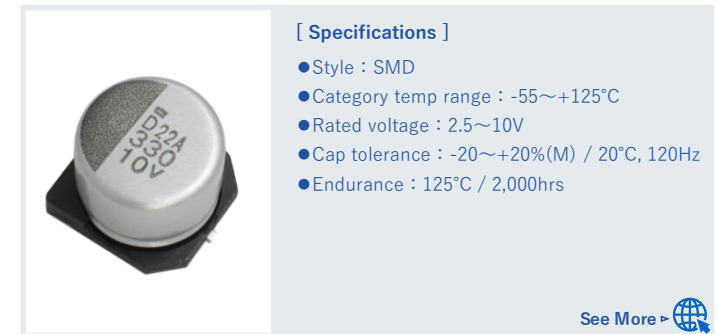 [ Specifications ]
●Style：SMD
●Category temp range：-55～+125°C
●Rated voltage：2.5～10V
●Cap tolerance：-20～+20%(M) / 20°C, 120Hz
●Endurance：125°C / 2,000hrs
D22A
330
10V
See More ▻